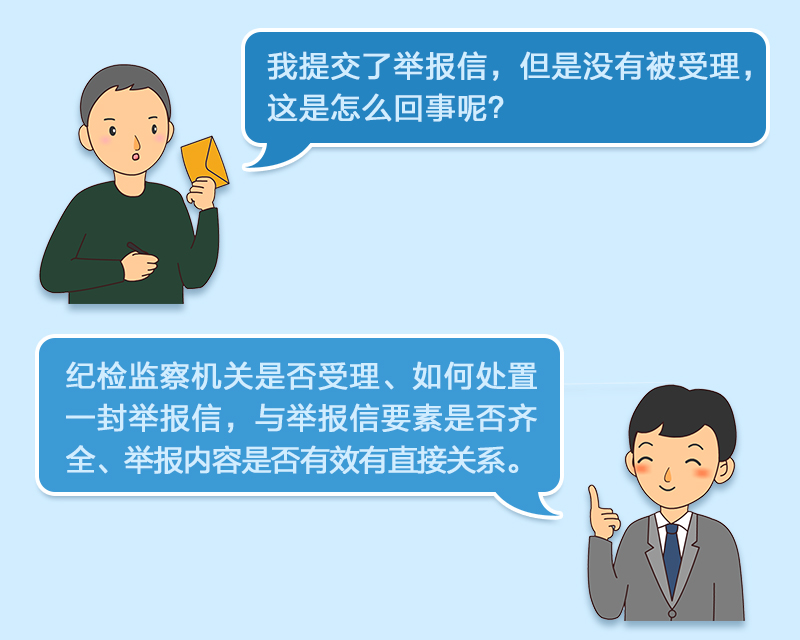 我提交了举报信，但是没有被受理，
这是怎么回事呢？
纪检监察机关是否受理、如何处置
一封举报信，与举报信要素是否齐
全、举报内容是否有效有直接关系。